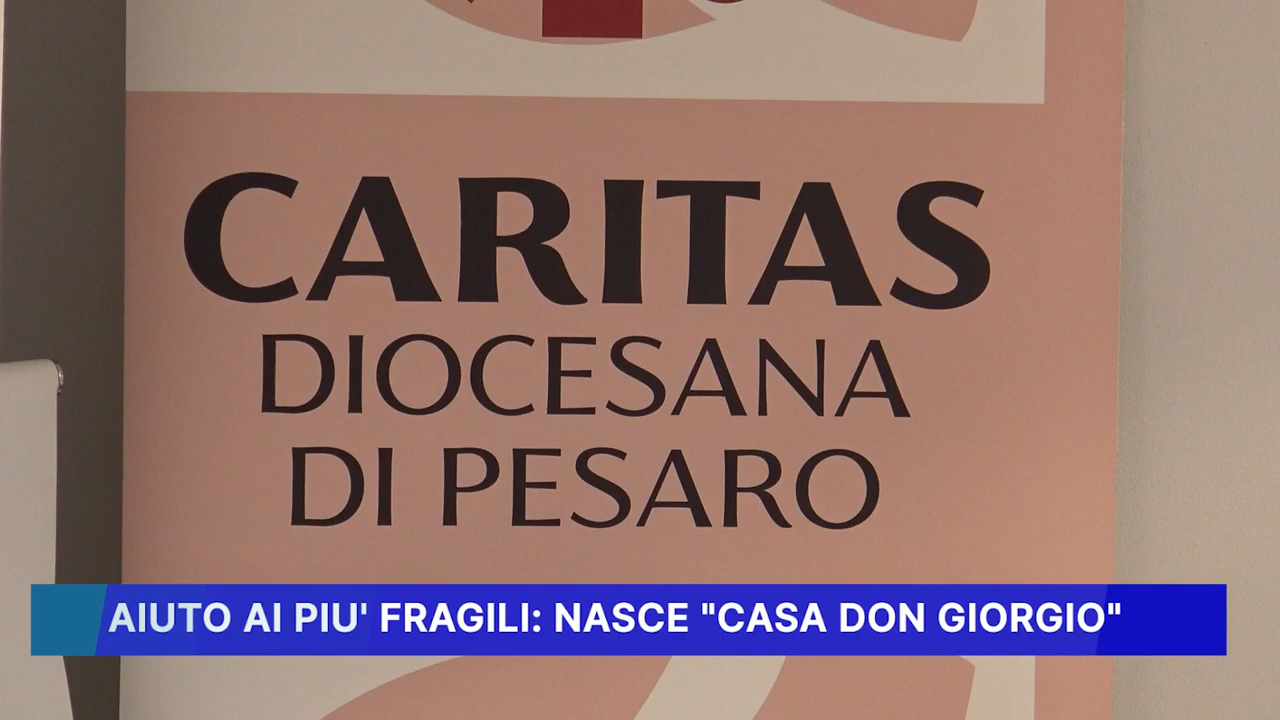 CARITAS
DIOCESANA
DI PESARO
AIUTO AI PIU' FRAGILI: NASCE "CASA DON GIORGIO"